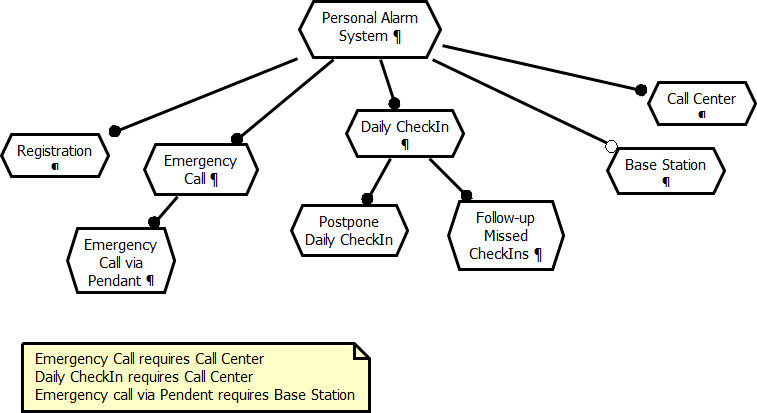 Personal Alarm
System ¶
Call Center
¶
Daily CheckIn
¶
Registration
¶
Emergency
Call ¶
Base Station
¶
Postpone
Daily CheckIn
Follow-up
Missed
CheckIns ¶
Emergency
Call via
Pendant ¶
Emergency Call requires Call Center
Daily CheckIn requires Call Center
Emergency call via Pendent requires Base Station